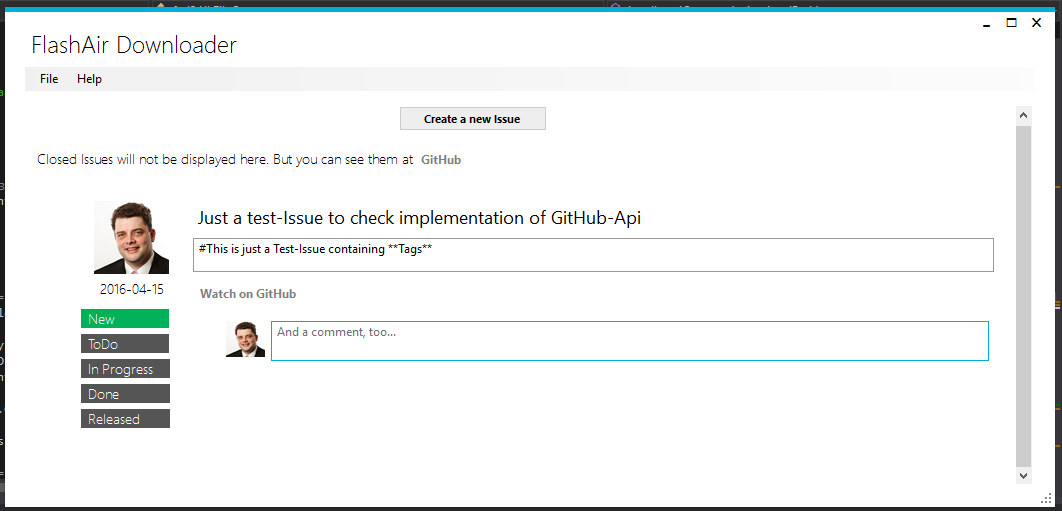 FlashAir Downloader
File Help
Create a new Issue
Closed Issues will not be displayed here. But you can see them at GitHub
Just a test-Issue to check implementation of GitHub-Api
#This is just a Test-Issue containing **Tags**
2016-04-15
Watch on GitHub
New
And a comment, too...
ToDo
In Progress
Done
Released